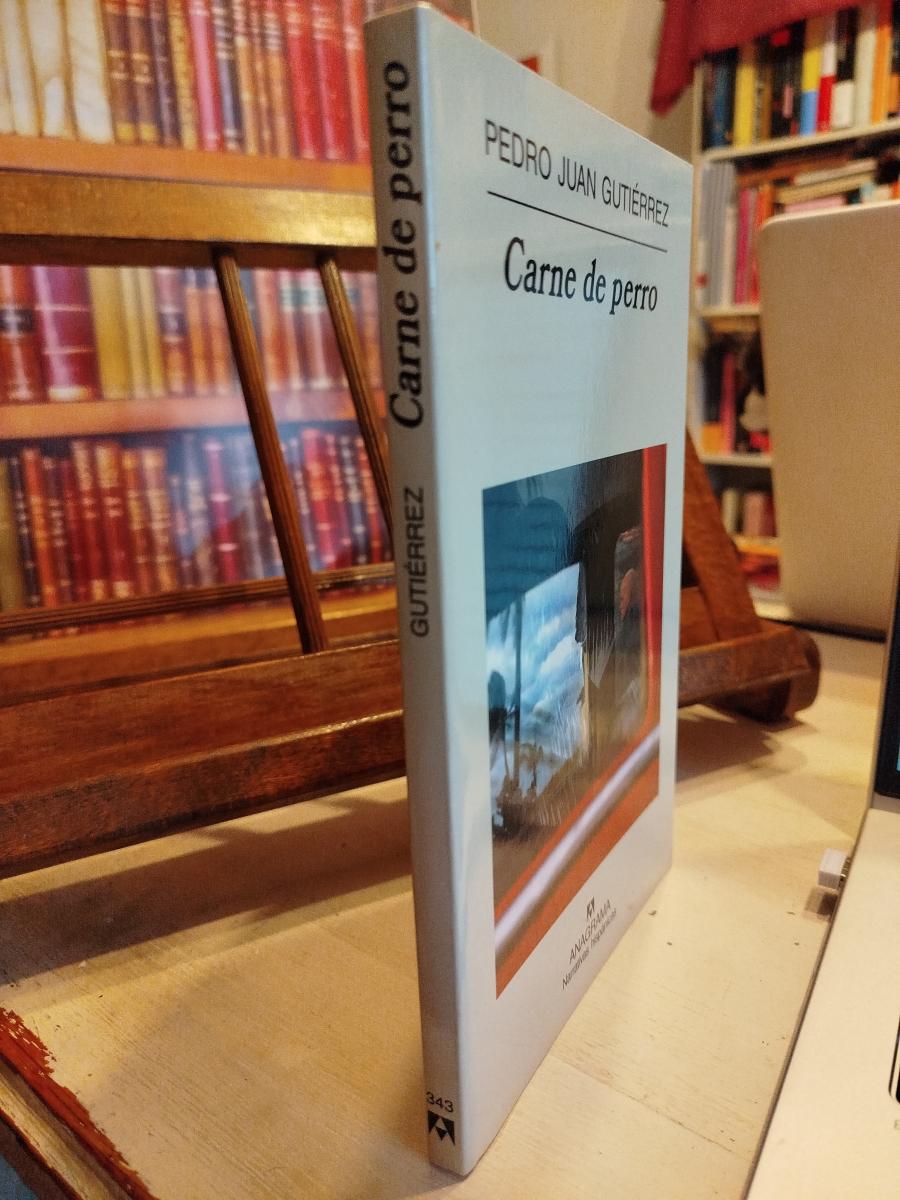 Carne de perro
GUTIÉRREZ
343
PEDRO JUAN GUTIÉRREZ
Carne de perro
ANAGRAMA
Narrativas hispánicas